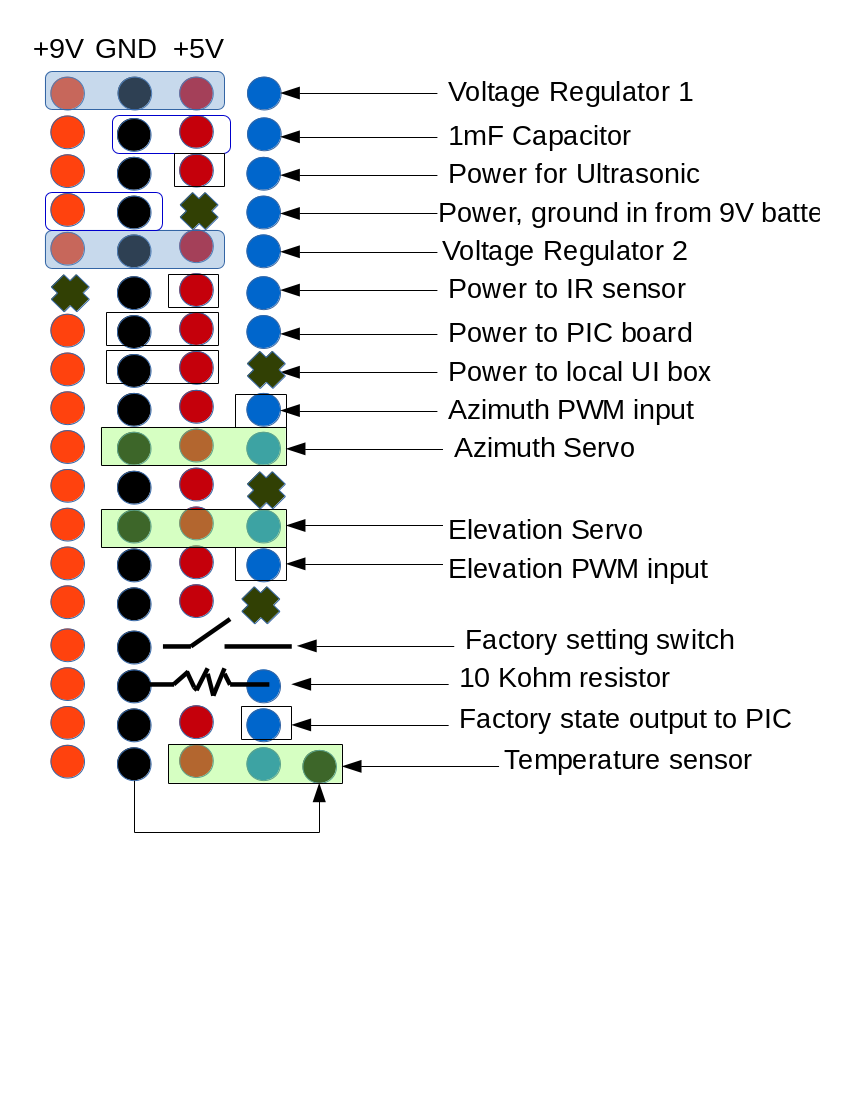 +9V GND +5V
Voltage Regulator 1
1mF Capacitor
Power for Ultrasonic
Power, ground in from 9V batte
Voltage Regulator 2
Power to IR sensor
Power to PIC board
Power to local UI box
Azimuth PWM input
Azimuth Servo
Elevation Servo
Elevation PWM input
Factory setting switch
10 Kohm resistor
Factory state output to PIC
Temperature sensor